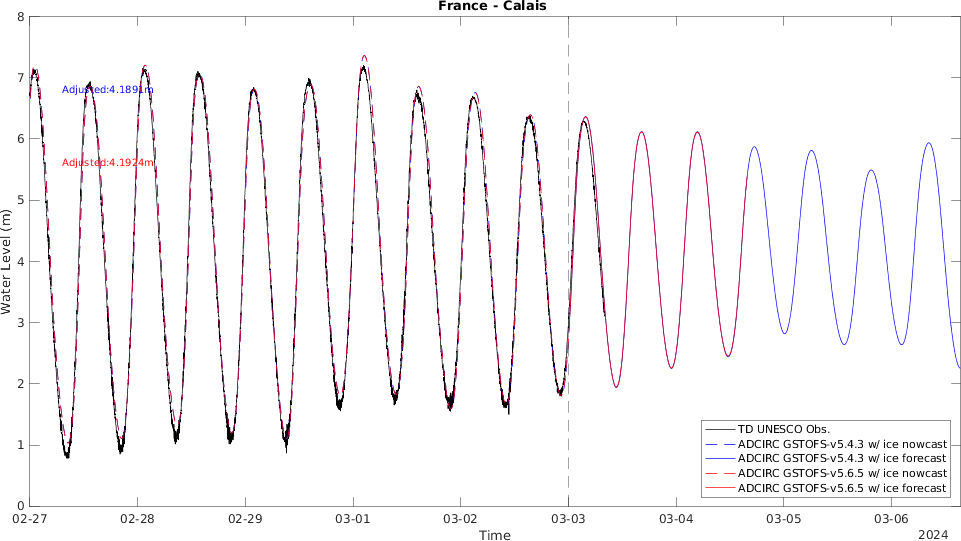 France - Calais
8
7
6
5
4
3
2
1
0
Water Level (m)
Adjusted:4.1891m
Adjusted:4.1924m
TD UNESCO Obs.
ADCIRC GSTOFS-v5.4.3 w/ ice nowcast
ADCIRC GSTOFS-v5.4.3 w/ ice forecast
ADCIRC GSTOFS-v5.6.5 w/ ice nowcast
ADCIRC GSTOFS-v5.6.5 w/ ice forecast
02-27 02-28 02-29 03-01 03-02 03-03 03-04 03-05 03-06
Time
2024